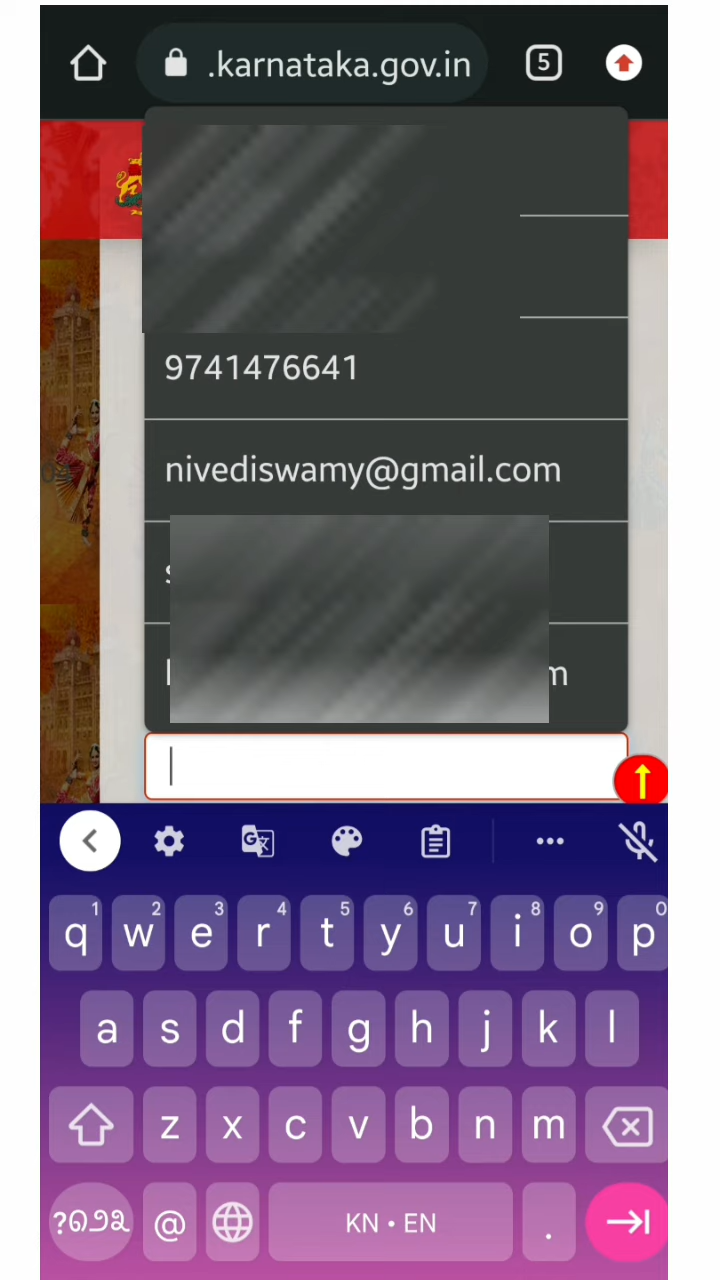 .karnataka.gov.in 5
9741476641
nivediswamy@gmail.com
s
m
1 2 3 4 5 6 7 8 9 0
q w e r t y u i o p
a s d f g h j k l
z x c v b n m
@ KN • EN .